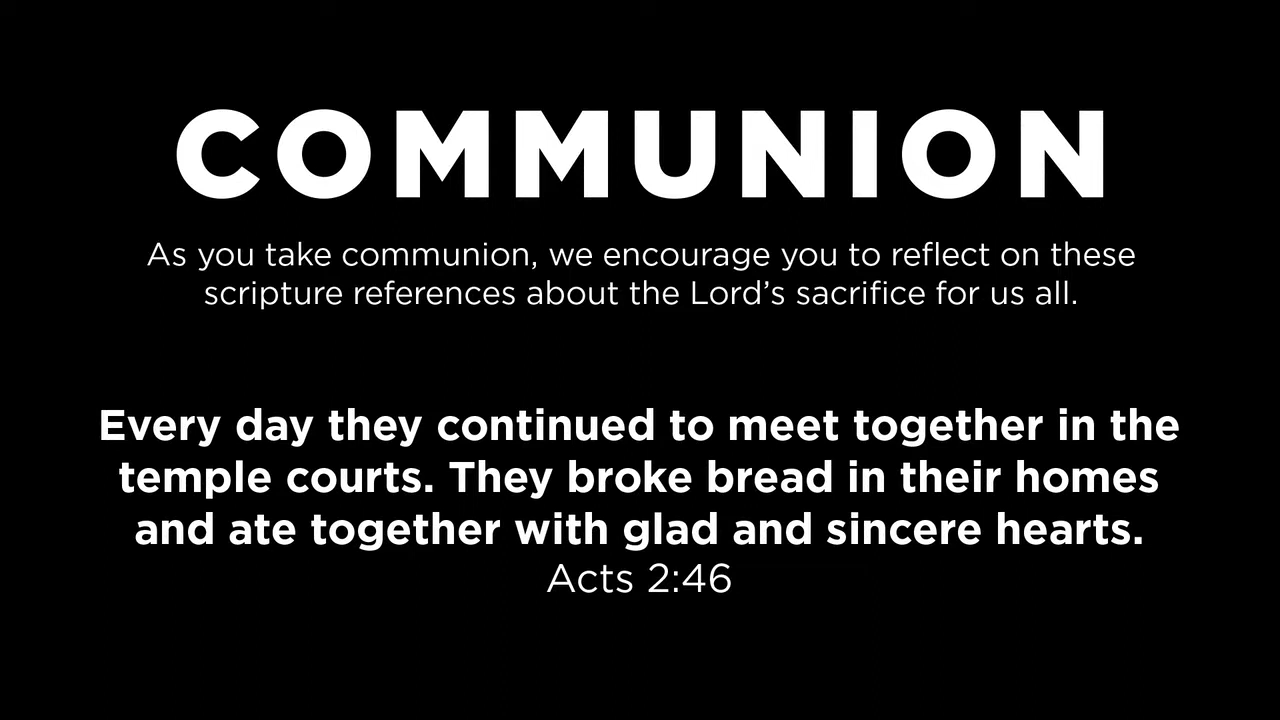 COMMUNION
As you take communion, we encourage you to reflect on these
scripture references about the Lord’s sacrifice for us all.
Every day they continued to meet together in the
temple courts. They broke bread in their homes
and ate together with glad and sincere hearts.
Acts 2:46